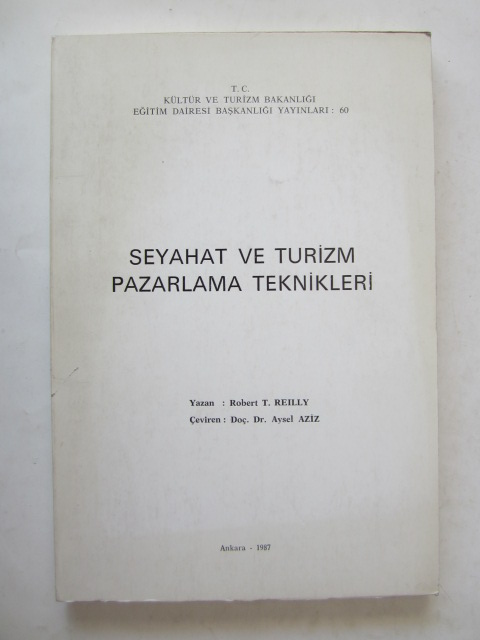 T. C.
KÜLTÜR VE TURİZM BAKANLIĞI
EĞİTİM DAİRESİ BAŞKANLIĞI YAYINLARI : 60
SEYAHAT VE TURİZM
PAZARLAMA TEKNİKLERİ
Yazan : Robert T. REILLY
Çeviren : Doç. Dr. Aysel AZİZ
Ankara - 1987